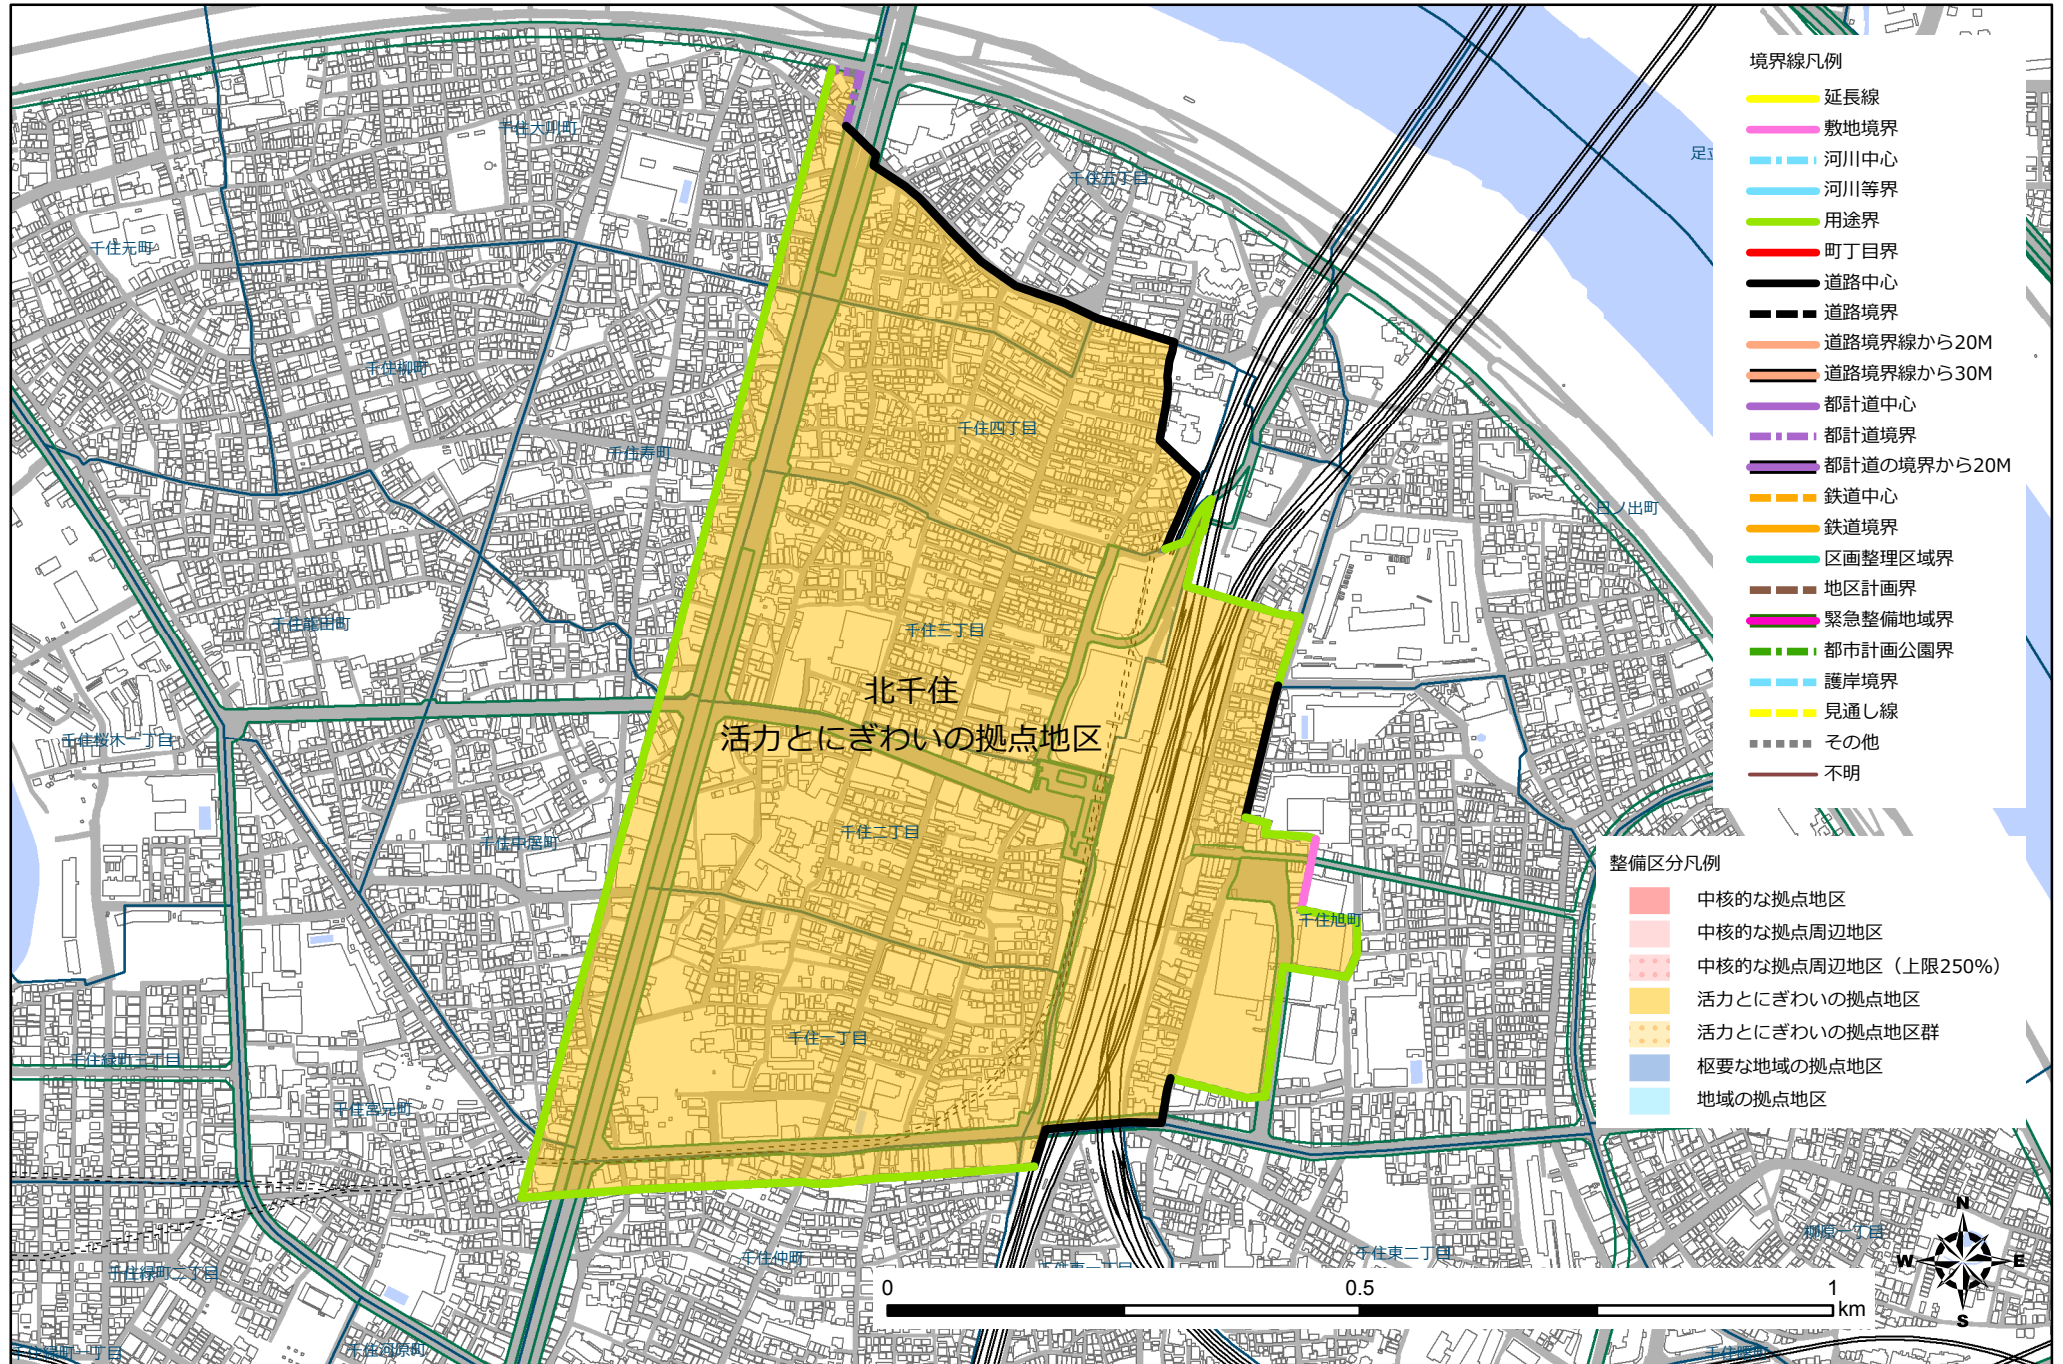 境界線凡例
延長線
敷地境界
河川中心
河川等界
用途界
町丁目界
道路中心
道路境界
道路境界線から20M
道路境界線から30M
都計道中心
都計道境界
都計道の境界から20M
鉄道中心
鉄道境界
区画整理区域界
地区計画界
緊急整備地域界
都市計画公園界
護岸境界
見通し線
その他
不明
整備区分凡例
中核的な拠点地区
中核的な拠点周辺地区
中核的な拠点周辺地区（上限250%）
活力とにぎわいの拠点地区
活力とにぎわいの拠点地区群
枢要な地域の拠点地区
地域の拠点地区
千住大川町
千住五丁目
足立
千住元町
千住柳町
千住四丁目
千住寿町
日ノ出町
千住龍田町
千住三丁目
北千住
活力とにぎわいの拠点地区
千住桜木一丁目
千住二丁目
千住中居町
千住旭町
千住一丁目
千住緑町三丁目
千住宮元町
柳原一丁目
千住東二丁目
千住仲町
千住緑町二丁目
千住河原町
千住緑町一丁目
0
0.5
1
km
N
W
E
S